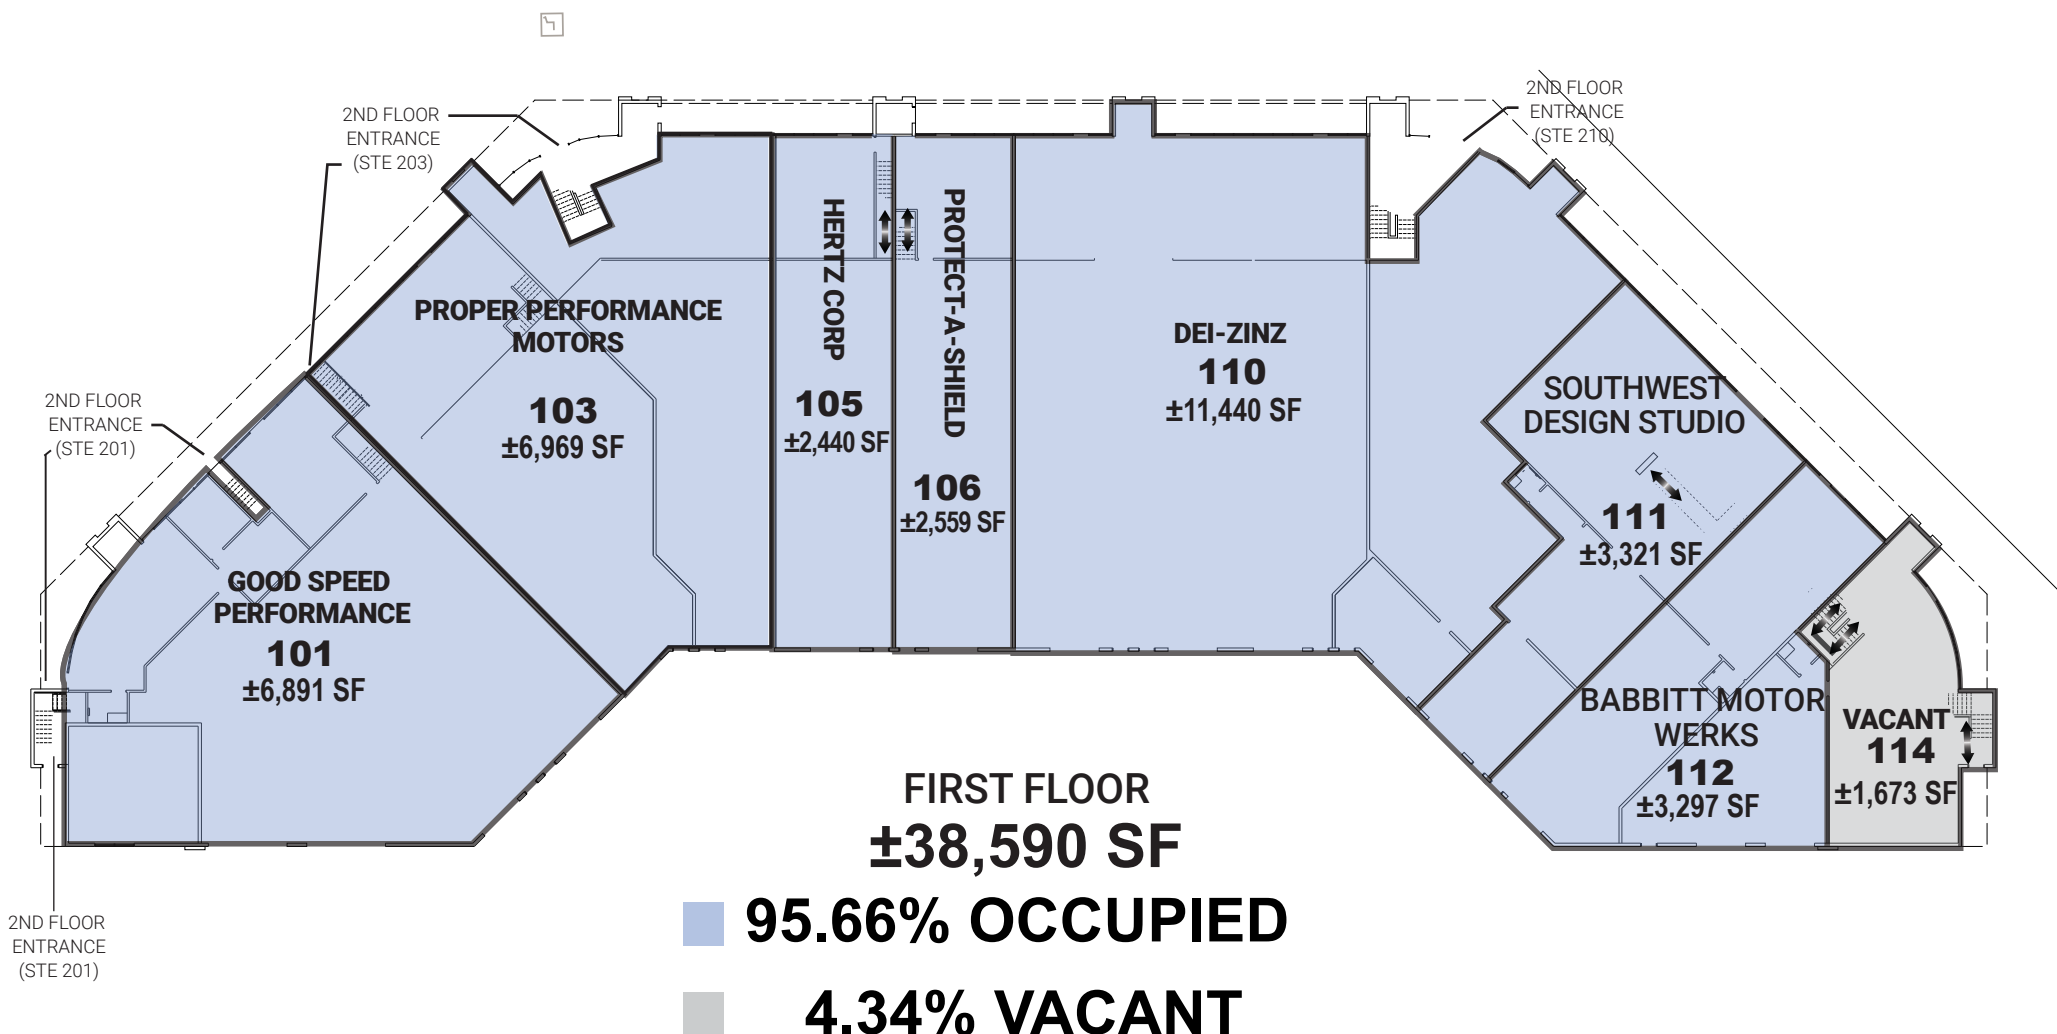 2ND FLOOR
ENTRANCE
(STE 203)
2ND FLOOR
ENTRANCE
(STE 210)
2ND FLOOR
ENTRANCE
(STE 201)
PROPER PERFORMANCE
MOTORS
103
±6,969 SF
HERTZ CORP
105
±2,440 SF
PROTECT-A-SHIELD
106
±2,559 SF
DEI-ZINZ
110
±11,440 SF
SOUTHWEST
DESIGN STUDIO
111
±3,321 SF
GOOD SPEED
PERFORMANCE
101
±6,891 SF
BABBITT MOTOR
WERKS
112
±3,297 SF
VACANT
114
±1,673 SF
2ND FLOOR
ENTRANCE
(STE 201)
FIRST FLOOR
±38,590 SF
95.66% OCCUPIED
4.34% VACANT